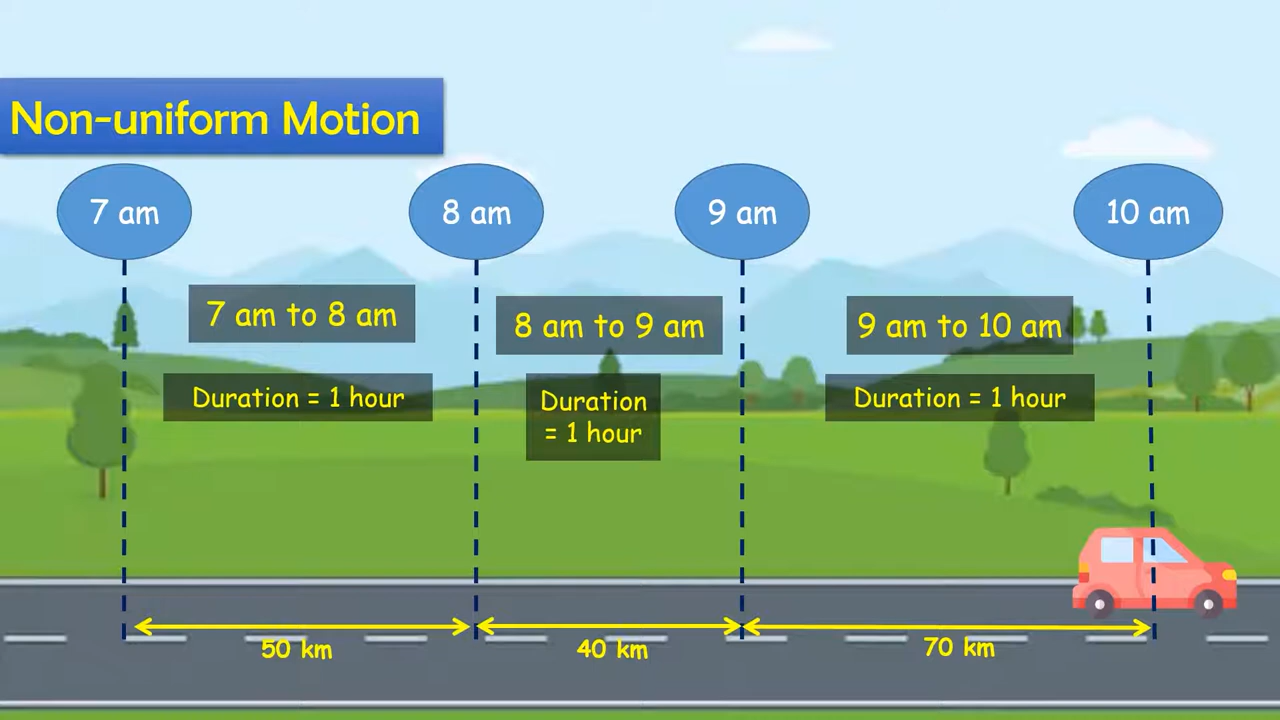 Non-uniform Motion
7 am
8 am
9 am
10 am
7 am to 8 am
8 am to 9 am
9 am to 10 am
Duration = 1 hour
Duration
= 1 hour
Duration = 1 hour
50 km
40 km
70 km